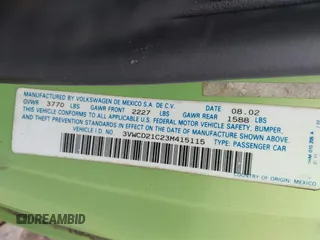 MANUFACTURED BY VOLKSWAGEN DE MEXICO S.A. DE C.V. 08.02
GVWR 3770 LBS GAWR FRONT 2227 LBS GAWR REAR 1588 LBS
THIS VEHICLE CONFORMS TO ALL APPLICABLE U.S. FEDERAL MOTOR VEHICLE SAFETY, BUMPER,
AND THEFT PREVENTION STANDARDS IN EFFECT ON THE DATE OF MANUFACTURE SHOWN ABOVE.
VEHICLE IDENT. NO.: 3VWCD21C23M415115 TYPE: PASSENGER CAR
COUNTRY OF ORIGIN: MEXICO
DREAMBID